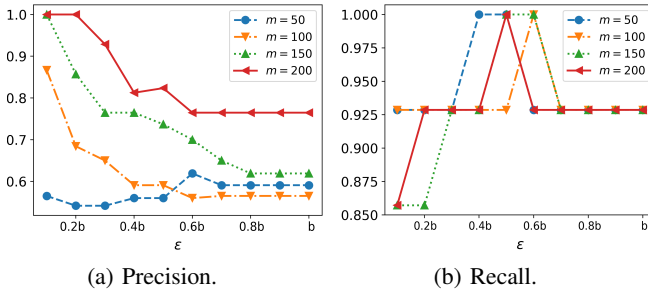 1.0
0.9
0.8
0.7
0.6
0.2b 0.4b 0.6b 0.8b b
ε
m = 50
m = 100
m = 150
m = 200
(a) Precision.
1.000
0.975
0.950
0.925
0.900
0.875
0.850
0.2b 0.4b 0.6b 0.8b b
ε
m = 50
m = 100
m = 150
m = 200
(b) Recall.